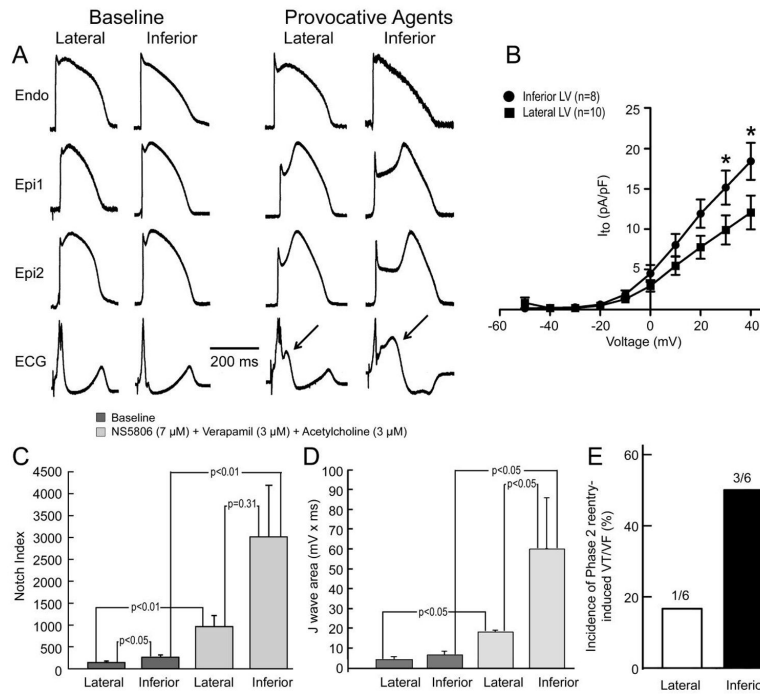 Baseline
Provocative Agents
Lateral Inferior Lateral Inferior
A
Endo
Epi1
Epi2
ECG
200 ms
B
Inferior LV (n=8)
Lateral LV (n=10)
Ito (pA/pF)
25
20
15
10
5
* *
-60 -40 -20 0 20 40
Voltage (mV)
Baseline
NS5806 (7 µM) + Verapamil (3 µM) + Acetylcholine (3 µM)
C
Notch Index
4500
4000
3500
3000
2500
2000
1500
1000
500
0
p<0.01
p=0.31
p<0.01
p<0.05
Lateral Inferior Lateral Inferior
D
J wave area (mV x ms)
100
90
80
70
60
50
40
30
20
10
0
p<0.05
p<0.05
p<0.05
Lateral Inferior Lateral Inferior
E
Incidence of Phase 2 reentry-
induced VT/VF (%)
60
40
20
0
1/6
3/6
Lateral Inferior